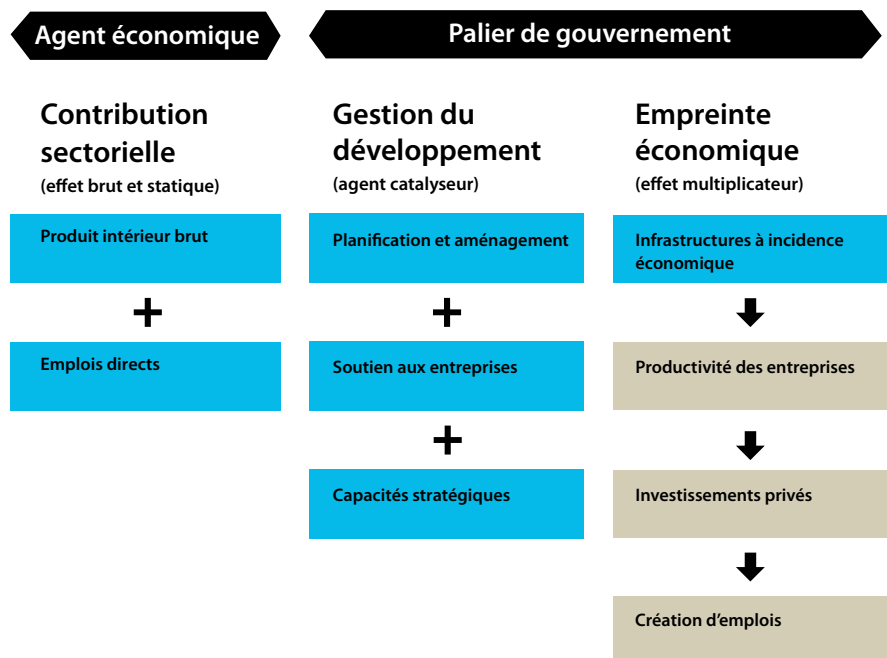 Agent économique
Palier de gouvernement
Contribution
sectorielle
(effet brut et statique)
Produit intérieur brut
+
Emplois directs
Gestion du
développement
(agent catalyseur)
Planification et aménagement
+
Soutien aux entreprises
+
Capacités stratégiques
Empreinte
économique
(effet multiplicateur)
Infrastructures à incidence
économique
Productivité des entreprises
Investissements privés
Création d'emplois